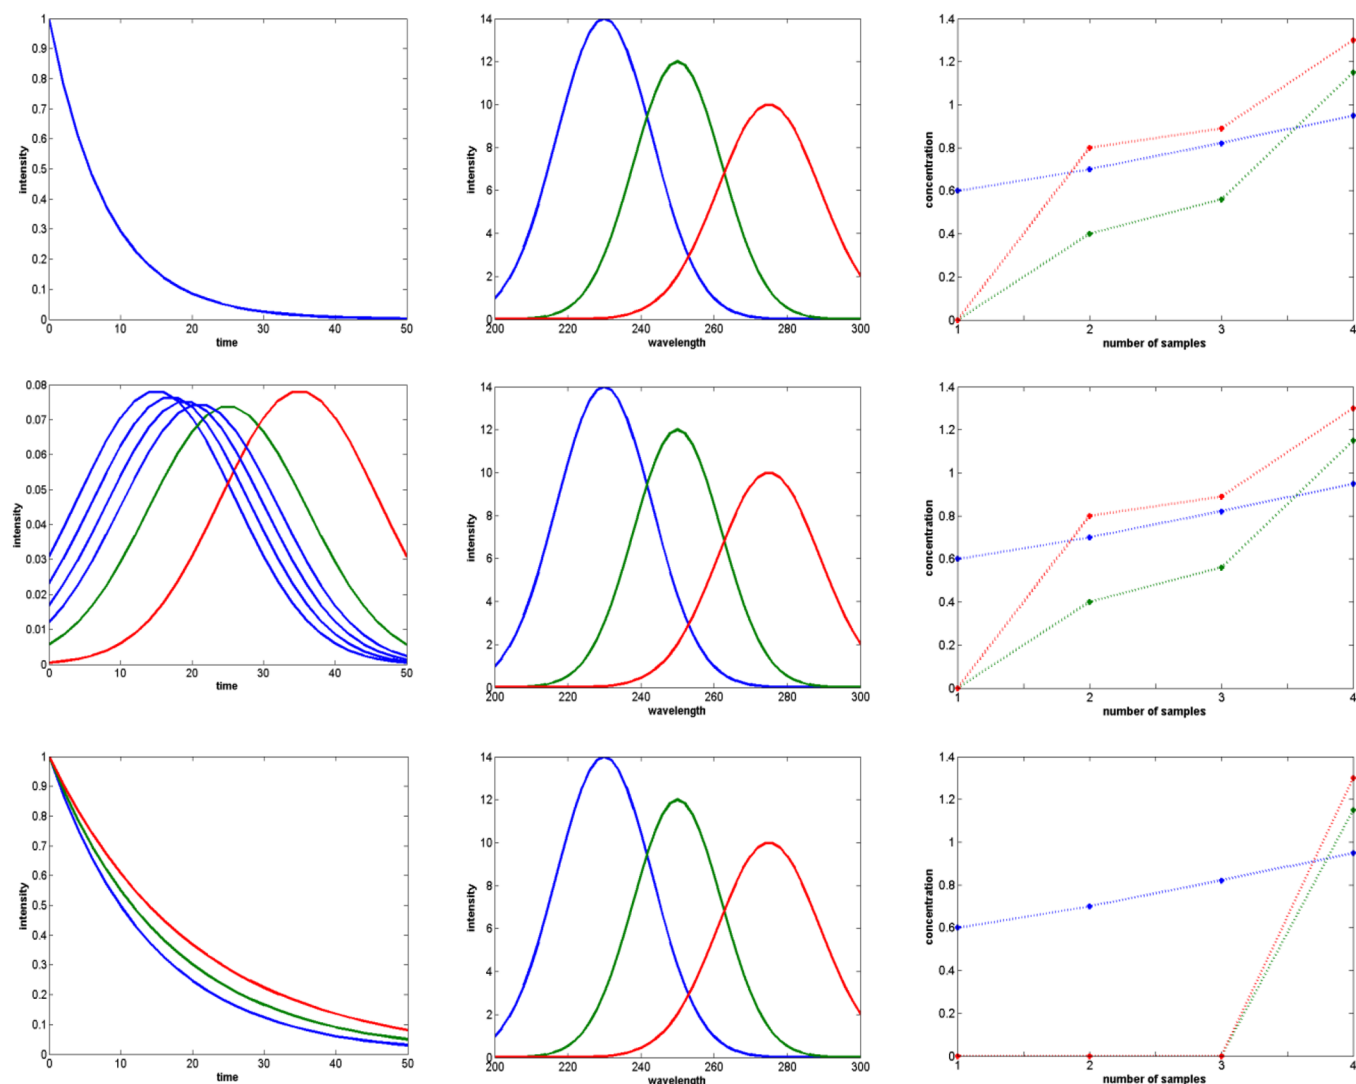 1
0.9
0.8
0.7
0.6
0.5
0.4
0.3
0.2
0.1
0
intensity
0 10 20 30 40 50
time
14
12
10
8
6
4
2
0
intensity
200 220 240 260 280 300
wavelength
1.4
1.2
1
0.8
0.6
0.4
0.2
0
concentration
1 2 3 4
number of samples
0.08
0.07
0.06
0.05
0.04
0.03
0.02
0.01
0
intensity
0 10 20 30 40 50
time
14
12
10
8
6
4
2
0
intensity
200 220 240 260 280 300
wavelength
1.4
1.2
1
0.8
0.6
0.4
0.2
0
concentration
1 2 3 4
number of samples
1
0.9
0.8
0.7
0.6
0.5
0.4
0.3
0.2
0.1
0
intensity
0 10 20 30 40 50
time
14
12
10
8
6
4
2
0
intensity
200 220 240 260 280 300
wavelength
1.4
1.2
1
0.8
0.6
0.4
0.2
0
concentration
1 2 3 4
number of samples